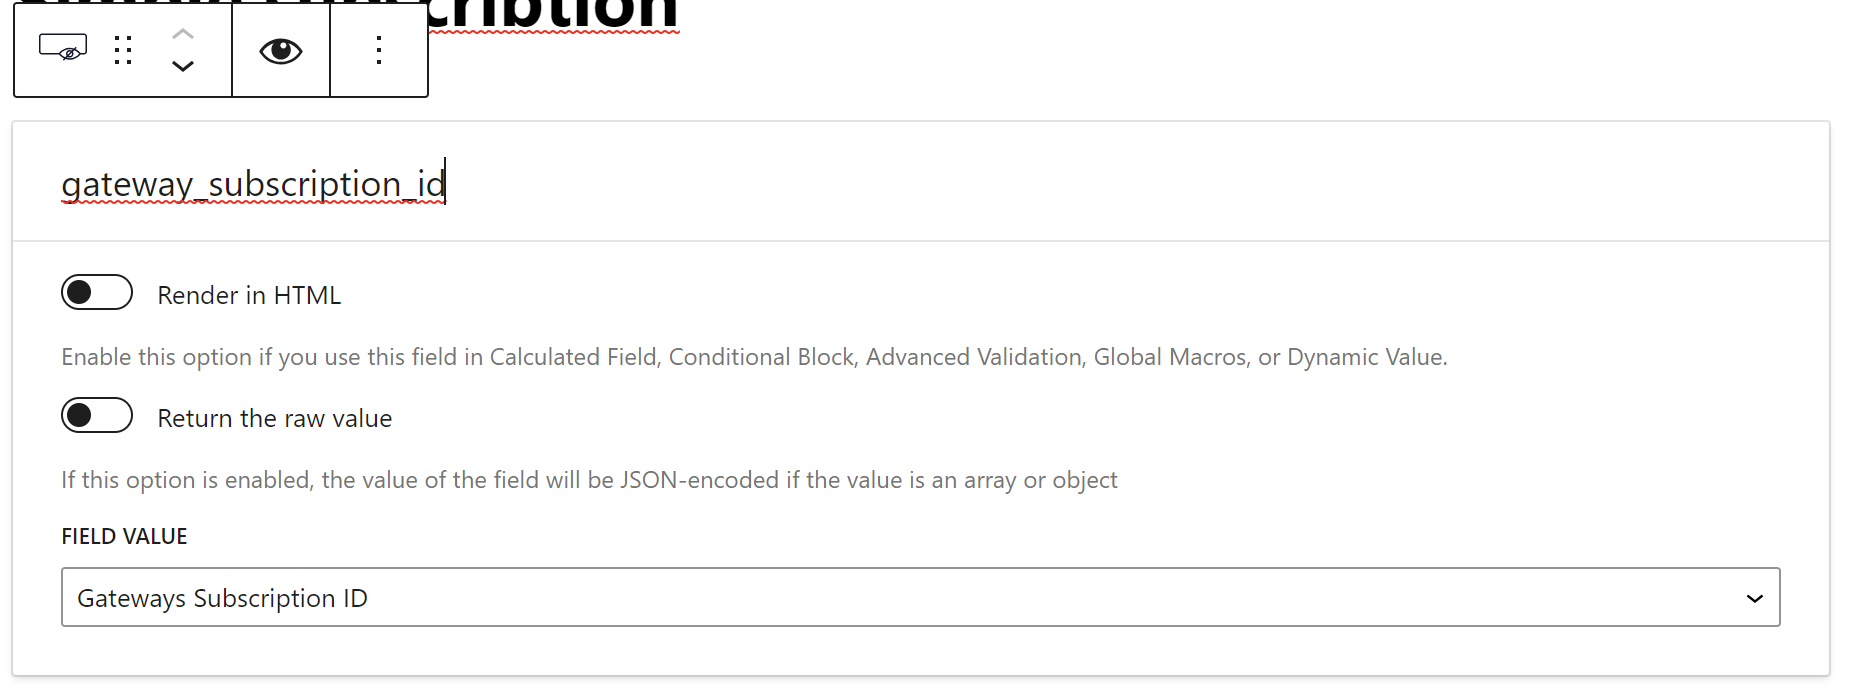 gateway_subscription_id
Render in HTML
Enable this option if you use this field in Calculated Field, Conditional Block, Advanced Validation, Global Macros, or Dynamic Value.
Return the raw value
If this option is enabled, the value of the field will be JSON-encoded if the value is an array or object
FIELD VALUE
Gateways Subscription ID